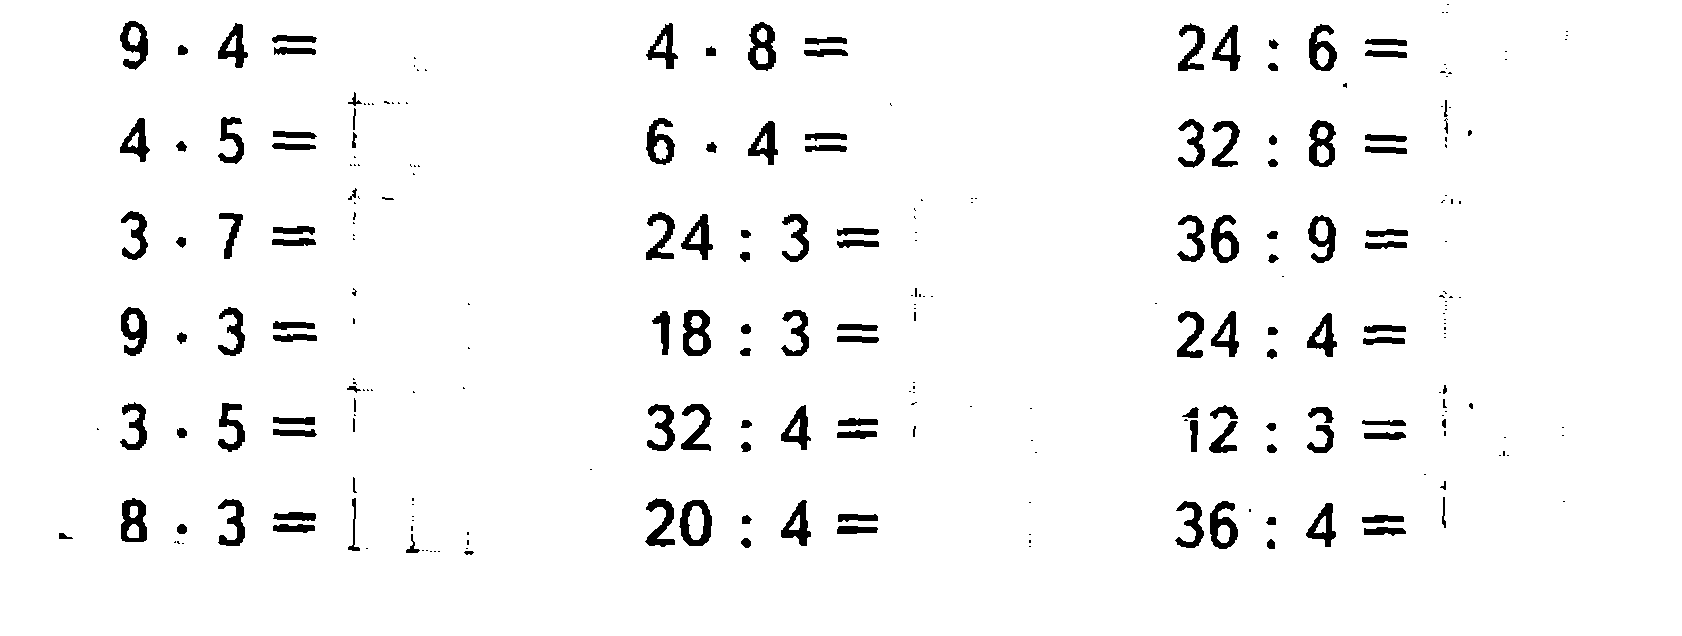 9 · 4 =
4 · 5 =
3 · 7 =
9 · 3 =
3 · 5 =
8 · 3 =
4 · 8 =
6 · 4 =
24 : 3 =
18 : 3 =
32 : 4 =
20 : 4 =
24 : 6 =
32 : 8 =
36 : 9 =
24 : 4 =
12 : 3 =
36 : 4 =